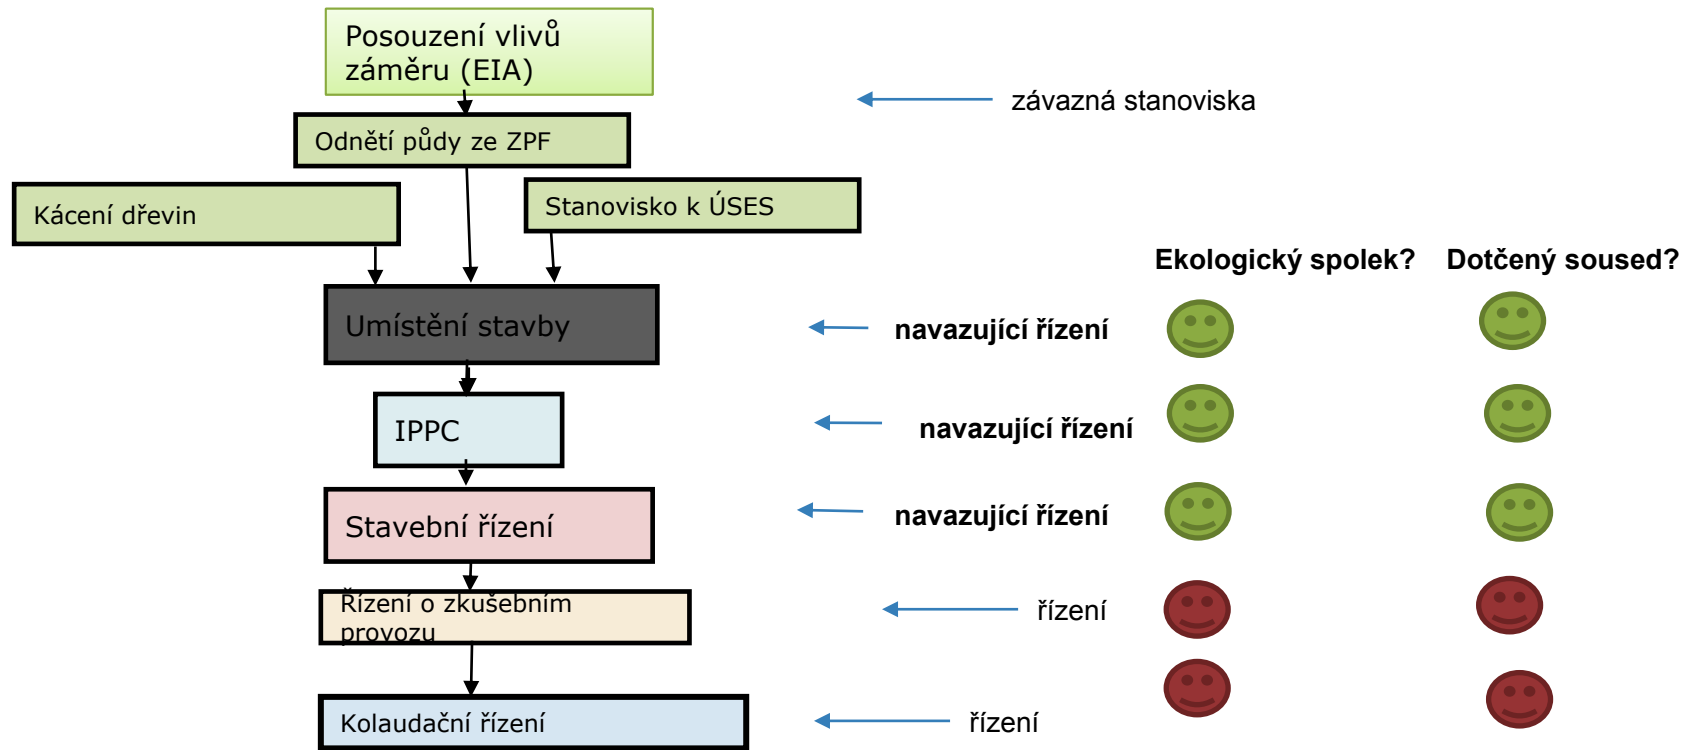 Posouzení vlivů
záměru (EIA)
závazná stanoviska
Odnětí půdy ze ZPF
Kácení dřevin
Stanovisko k ÚSES
Ekologický spolek?
Dotčený soused?
Umístění stavby
navazující řízení
IPPC
navazující řízení
Stavební řízení
navazující řízení
Řízení o zkušebním
provozu
řízení
Kolaudační řízení
řízení